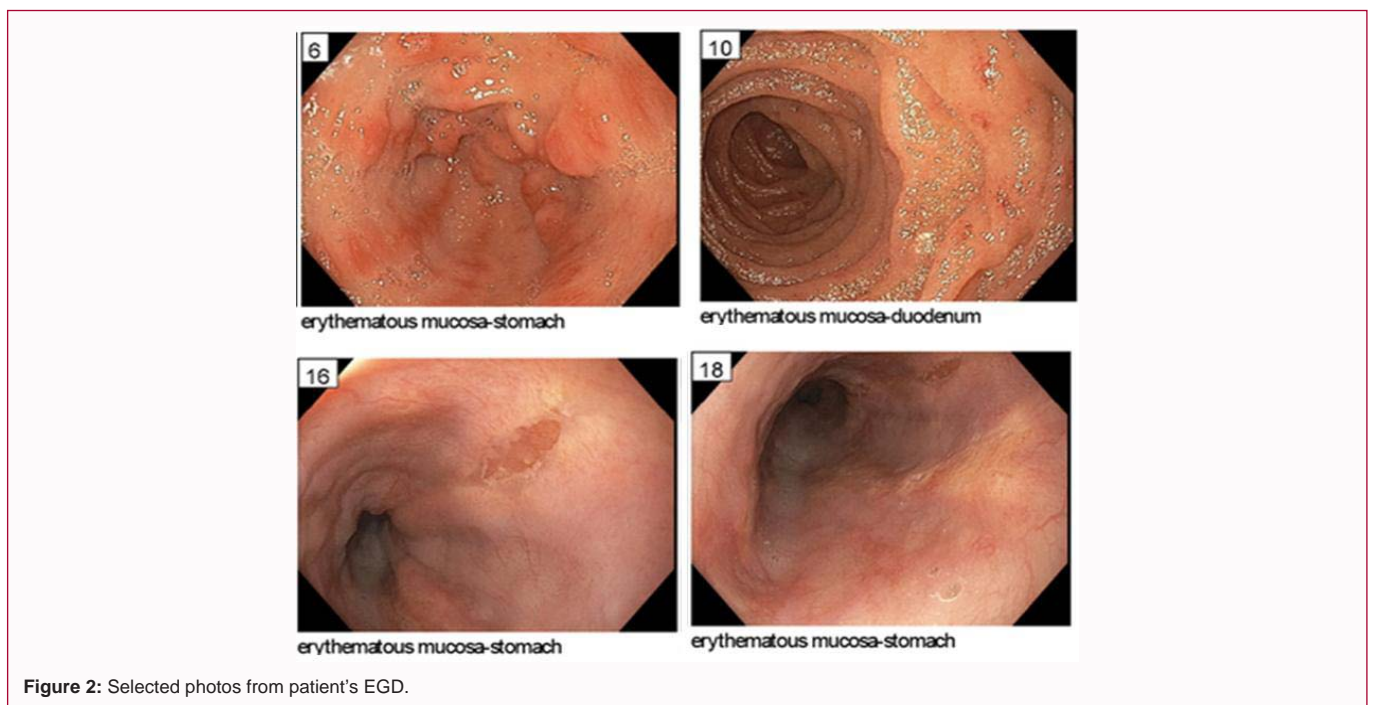 6
10
erythematous mucosa-stomach
erythematous mucosa-duodenum
16
18
erythematous mucosa-stomach
erythematous mucosa-stomach
Figure 2: Selected photos from patient's EGD.